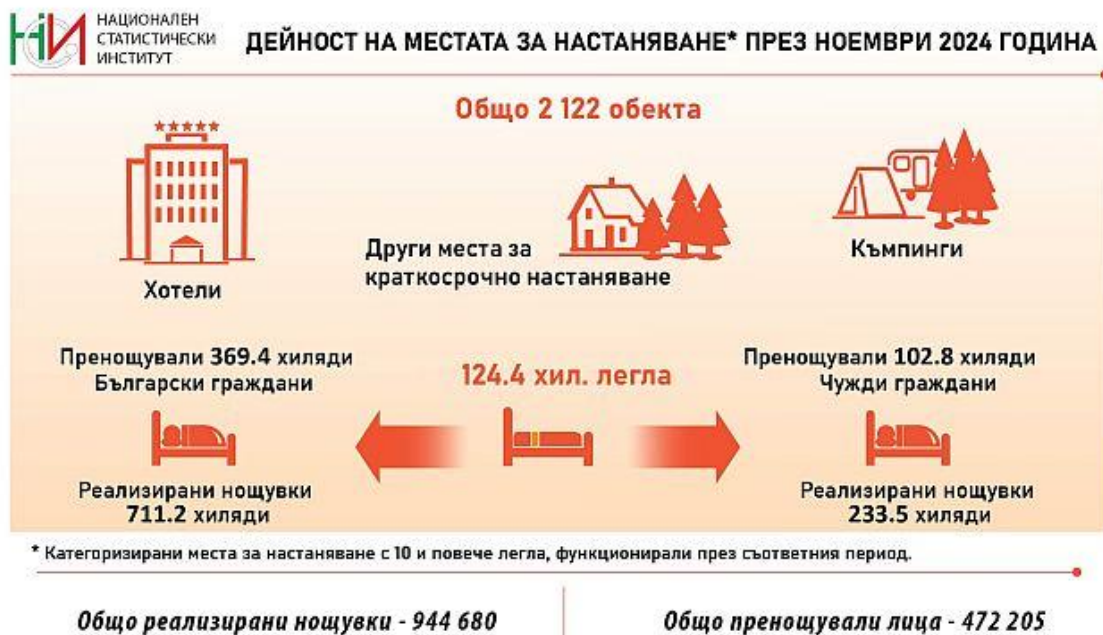 НАЦИОНАЛЕН
СТАТИСТИЧЕСКИ
ИНСТИТУТ
ДЕЙНОСТ НА МЕСТАТА ЗА НАСТАНЯВАНЕ* ПРЕЗ НОЕМВРИ 2024 ГОДИНА
Общо 2 122 обекта
Хотели
Други места за
краткосрочно настаняване
Къмпинги
Пренощували 369.4 хиляди
Български граждани
124.4 хил. легла
Пренощували 102.8 хиляди
Чужди граждани
Реализирани нощувки
711.2 хиляди
Реализирани нощувки
233.5 хиляди
* Категоризирани места за настаняване с 10 и повече легла, функционирали през съответния период.
Общо реализирани нощувки - 944 680
Общо пренощували лица - 472 205